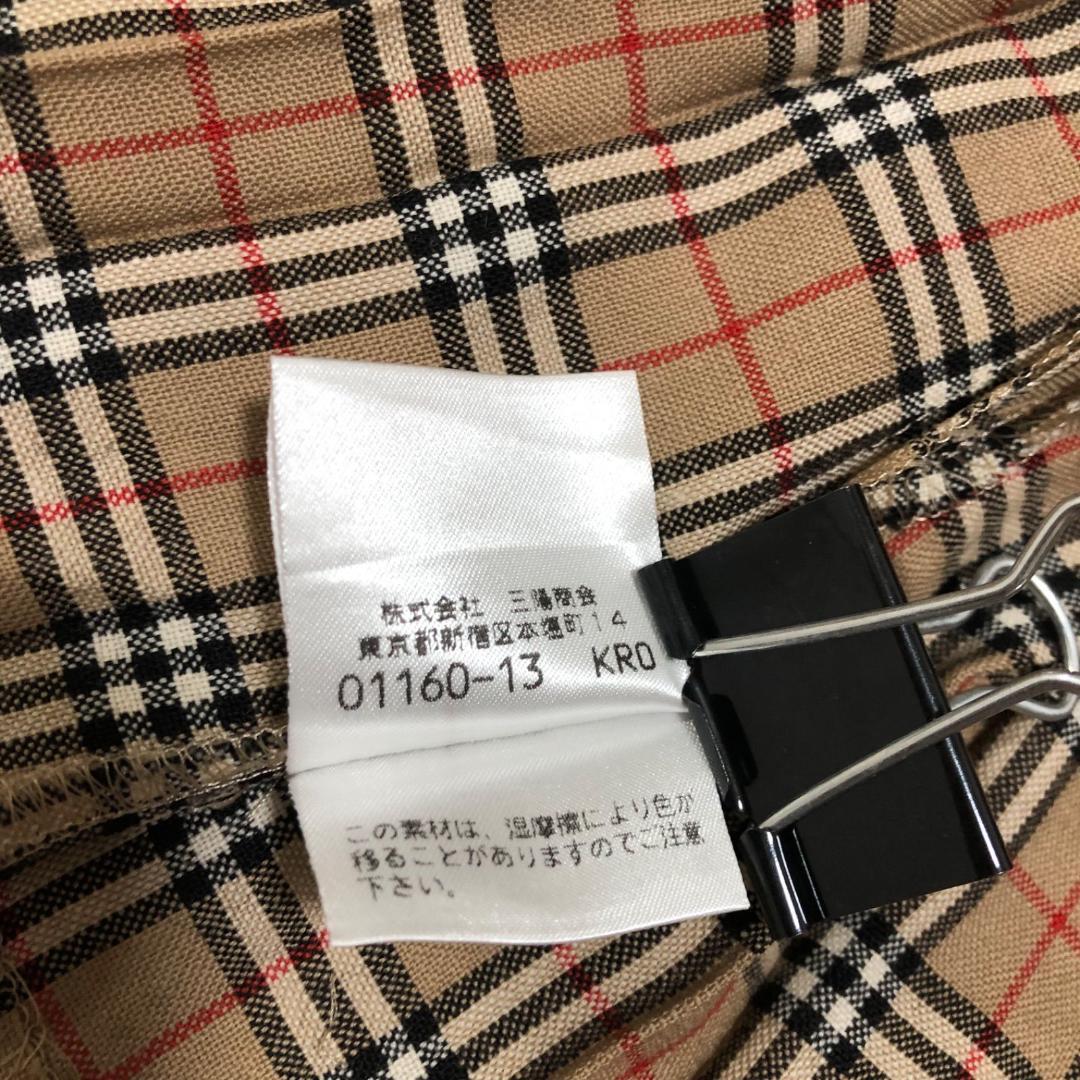 株式会社 三陽商会
東京都新宿区本塩町14
01160-13 KR0
この素材は、湿摩擦により色が
移ることがありますのでご注意
下さい。